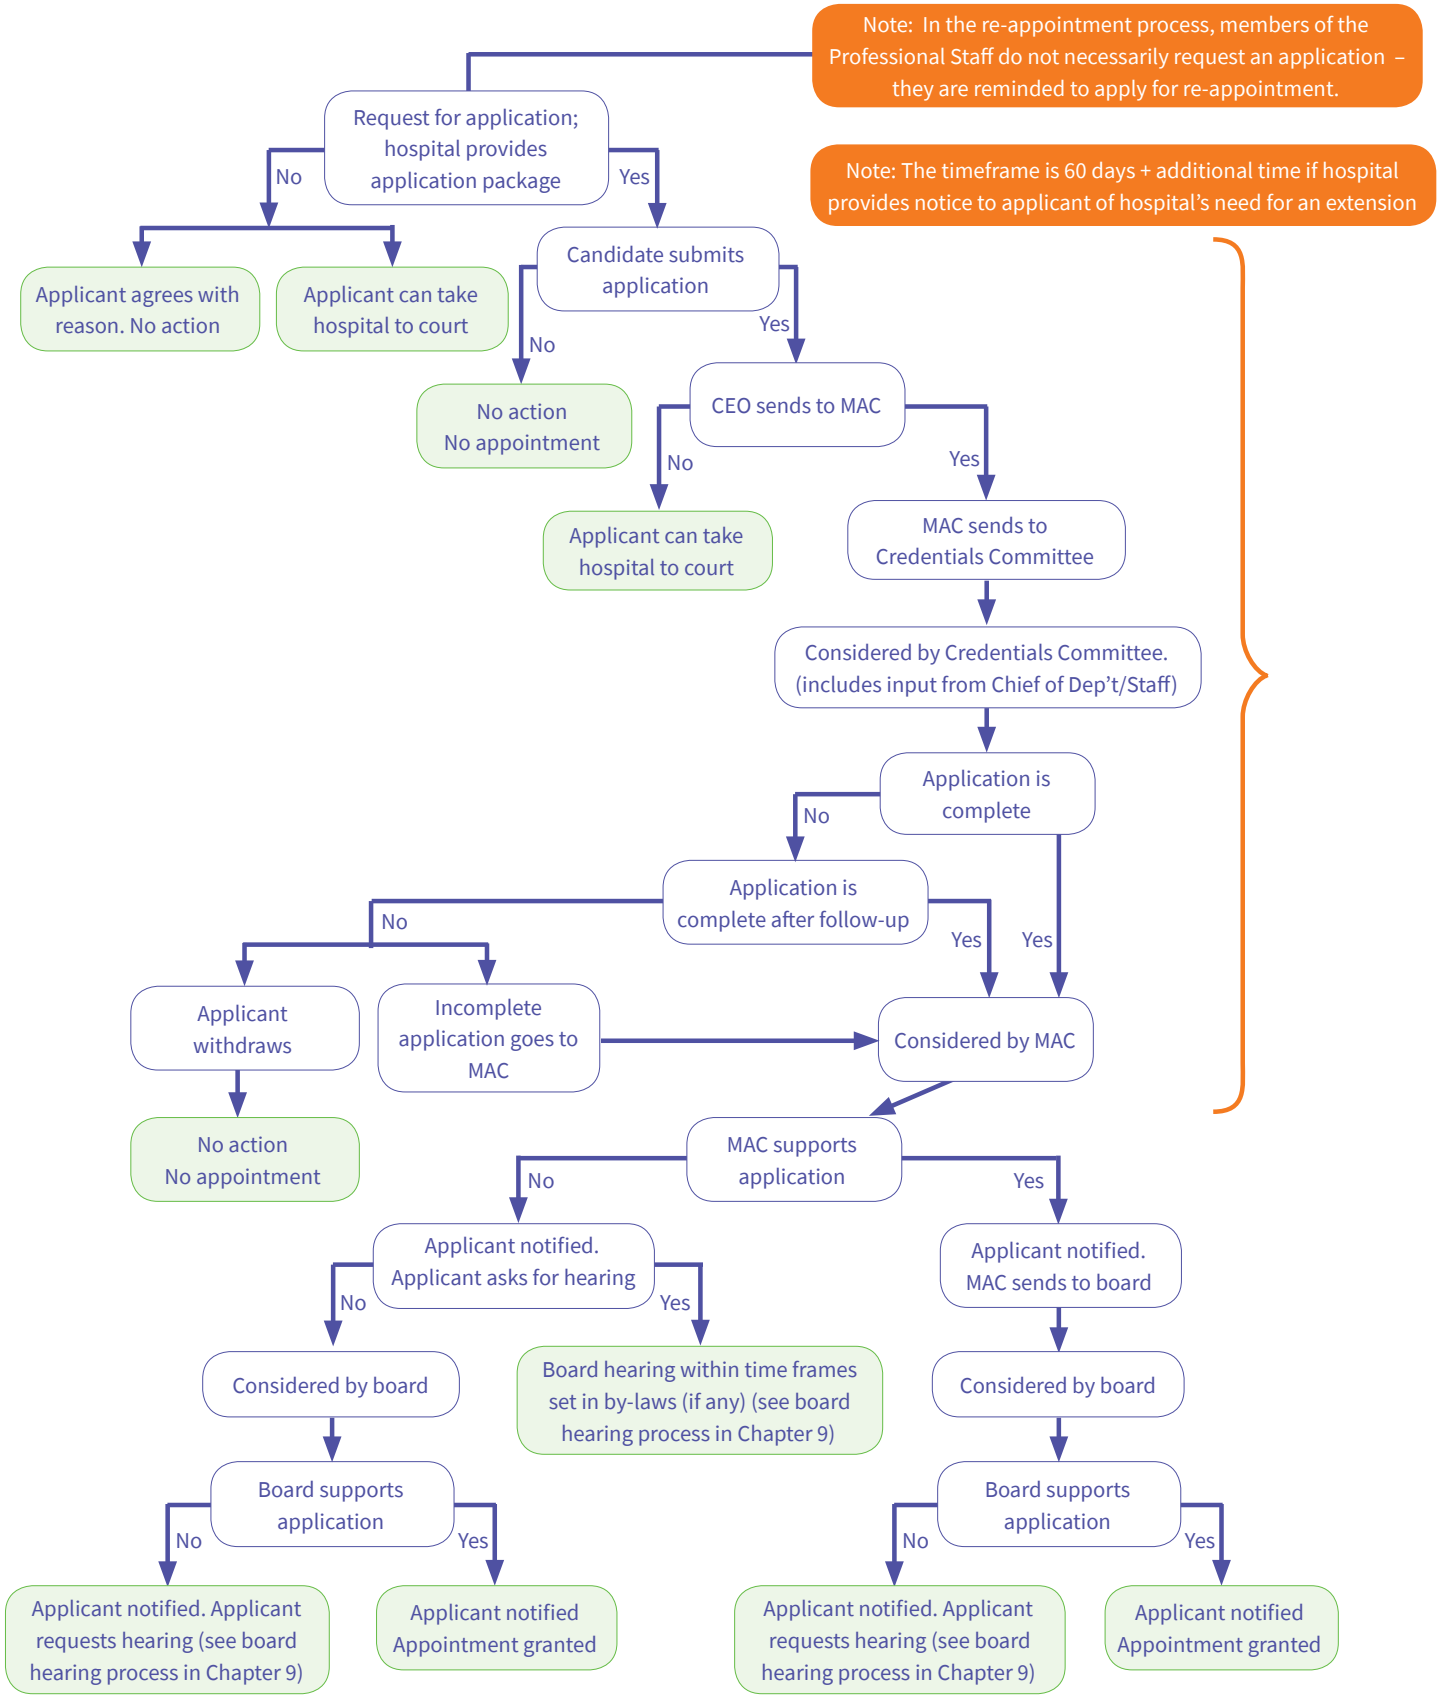 Note:  In the re-appointment process, members of the
Professional Staff do not necessarily request an application  –
they are reminded to apply for re-appointment.
Request for application;
hospital provides
application package
No
Yes
Note: The timeframe is 60 days + additional time if hospital
provides notice to applicant of hospital’s need for an extension
Applicant agrees with
reason. No action
Applicant can take
hospital to court
Candidate submits
application
No
Yes
No action
No appointment
CEO sends to MAC
No
Yes
Applicant can take
hospital to court
MAC sends to
Credentials Committee
Considered by Credentials Committee.
(includes input from Chief of Dep’t/Staff)
Application is
complete
No
Yes
Application is
complete after follow-up
No
Yes
Applicant
withdraws
Incomplete
application goes to
MAC
Considered by MAC
No action
No appointment
MAC supports
application
No
Yes
Applicant notified.
Applicant asks for hearing
Applicant notified.
MAC sends to board
No
Yes
Considered by board
Board hearing within time frames
set in by-laws (if any) (see board
hearing process in Chapter 9)
Considered by board
Board supports
application
Board supports
application
No
Yes
No
Yes
Applicant notified. Applicant
requests hearing (see board
hearing process in Chapter 9)
Applicant notified
Appointment granted
Applicant notified. Applicant
requests hearing (see board
hearing process in Chapter 9)
Applicant notified
Appointment granted